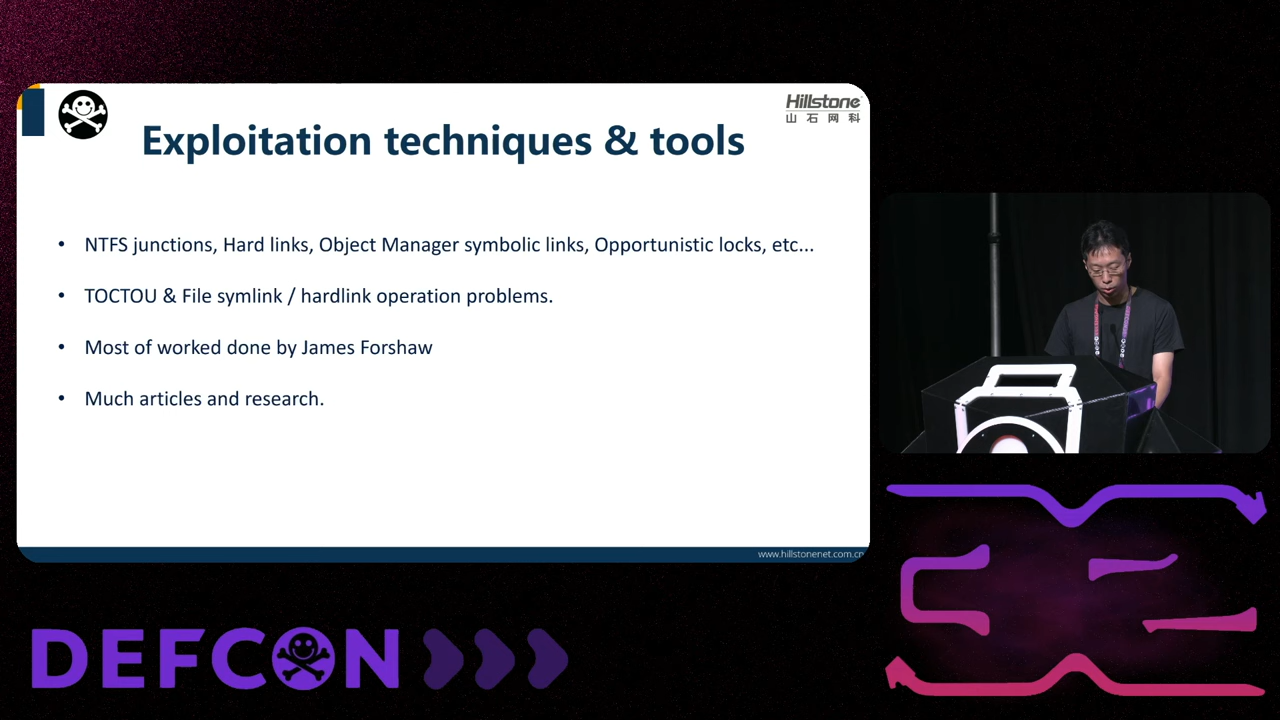 Hillstone
山石网科
Exploitation techniques & tools
• NTFS junctions, Hard links, Object Manager symbolic links, Opportunistic locks, etc...
• TOCTOU & File symlink / hardlink operation problems.
• Most of worked done by James Forshaw
• Much articles and research.
www.hillstonenet.com.cn
DEFCON